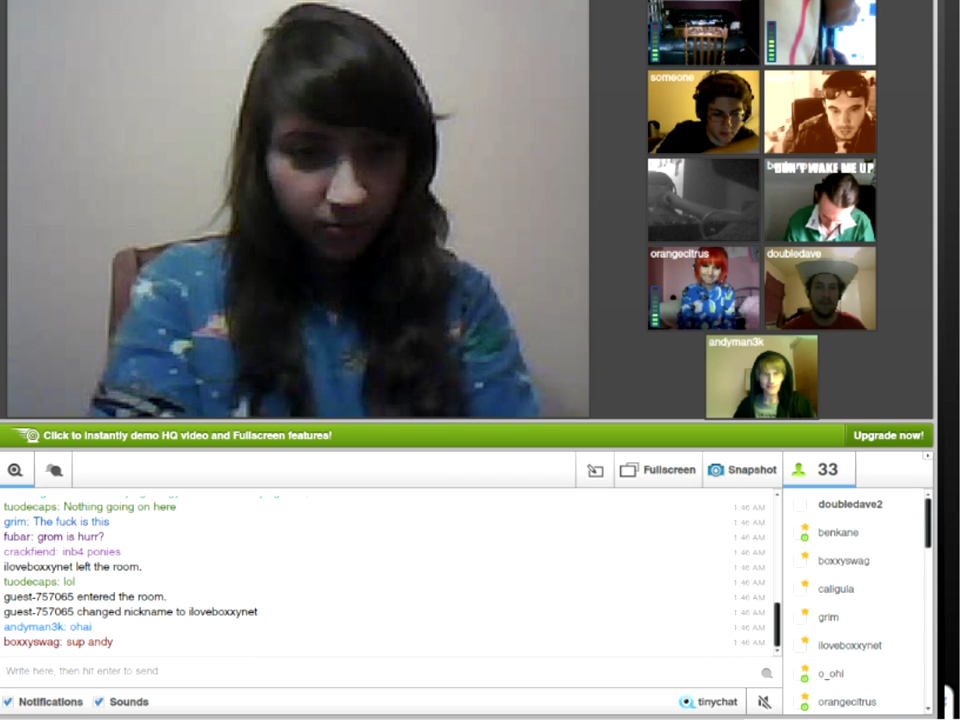 someone
DON'T WAKE ME UP
orangecitrus
doubledave
andyman3k
Click to instantly demo HQ video and Fullscreen features!
Upgrade now!
Fullscreen
Snapshot
33
tuodecaps: Nothing going on here 1:46 AM
grim: The fuck is this 1:46 AM
fubar: grom is hurr? 1:46 AM
crackfiend: inb4 ponies 1:46 AM
iloveboxxynet left the room. 1:46 AM
tuodecaps: lol 1:46 AM
guest-757065 entered the room. 1:46 AM
guest-757065 changed nickname to iloveboxxynet 1:46 AM
andyman3k: ohai 1:46 AM
boxxyswag: sup andy 1:46 AM
doubledave2
benkane
boxxyswag
caligula
grim
iloveboxxynet
o_ohi
orangecitrus
Write here, then hit enter to send
Notifications
Sounds
tinychat